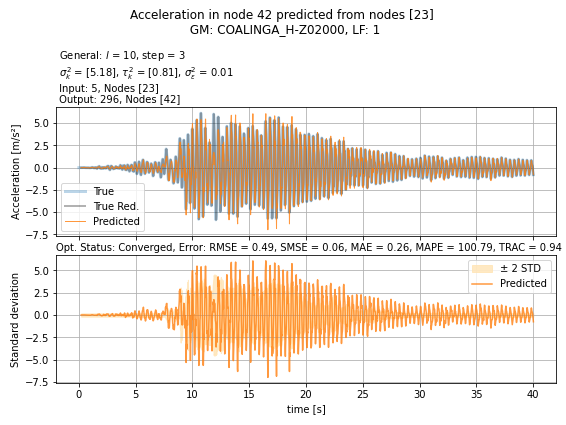 Acceleration in node 42 predicted from nodes [23]
GM: COALINGA_H-Z02000, LF: 1
General: l = 10, step = 3
σ²ₖ = [5.18], τ²ₖ = [0.81], σ²ε = 0.01
Input: 5, Nodes [23]
Output: 296, Nodes [42]
Acceleration [m/s²]
5.0
2.5
0.0
−2.5
−5.0
−7.5
True
True Red.
Predicted
Opt. Status: Converged, Error: RMSE = 0.49, SMSE = 0.06, MAE = 0.26, MAPE = 100.79, TRAC = 0.94
Standard deviation
5.0
2.5
0.0
−2.5
−5.0
−7.5
± 2 STD
Predicted
0 5 10 15 20 25 30 35 40
time [s]